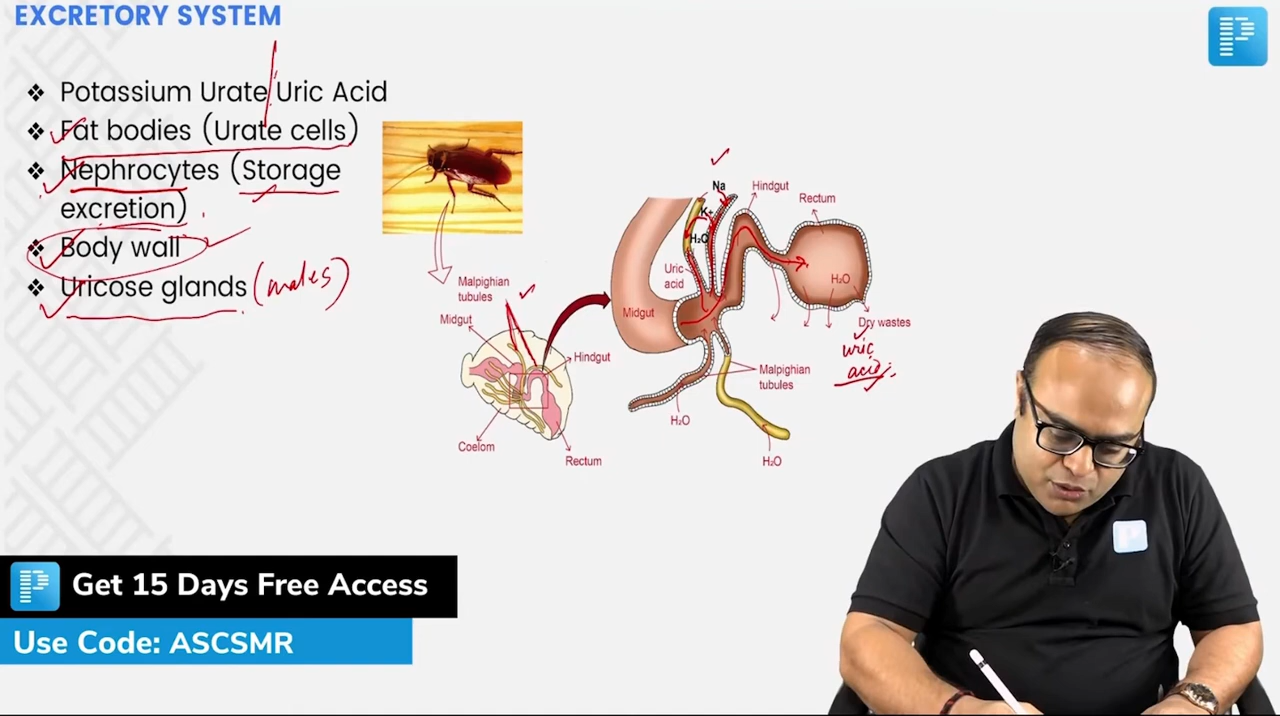 EXCRETORY SYSTEM
❖ Potassium Urate Uric Acid
❖ Fat bodies (Urate cells)
❖ Nephrocytes (Storage
excretion)
❖ Body wall
❖ Uricose glands (males)
Malpighian
tubules
Midgut
Hindgut
Coelom
Rectum
Na
K+
H₂O
Hindgut
Rectum
Uric
acid
H₂O
Midgut
Dry wastes
uric
acid
Malpighian
tubules
H₂O
H₂O
P
P
Get 15 Days Free Access
Use Code: ASCSMR